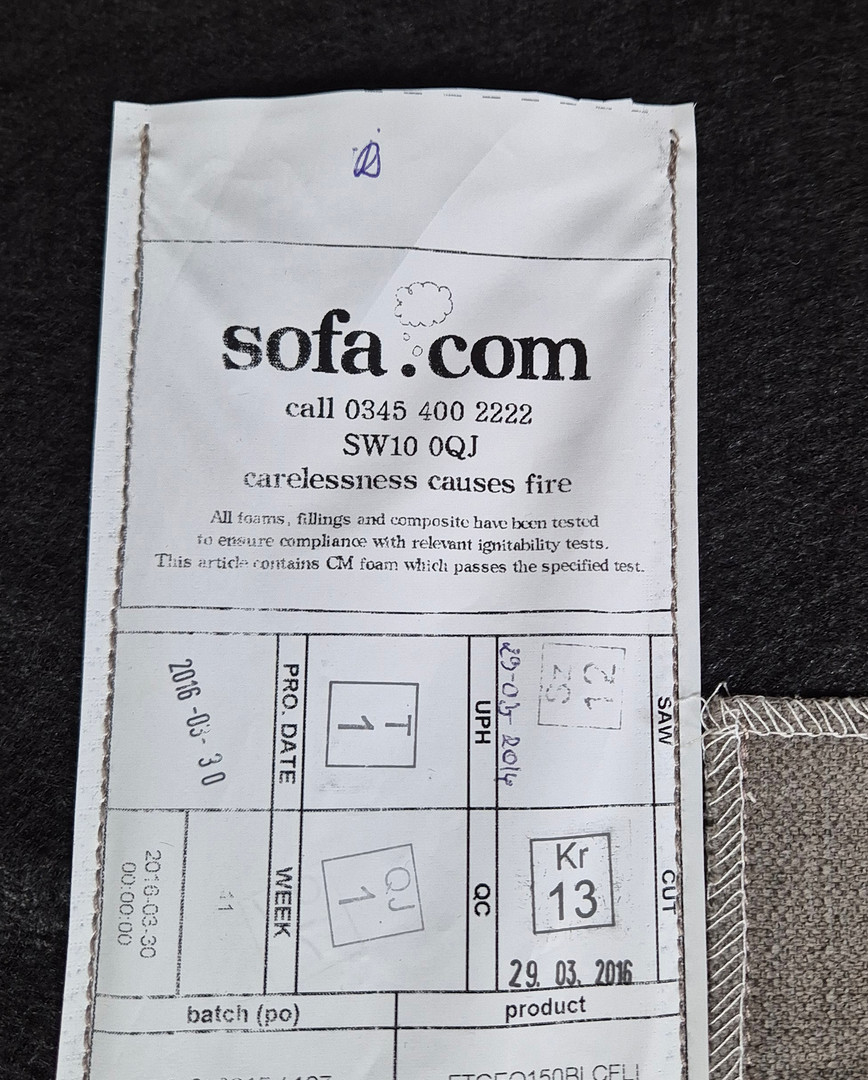 sofa.com
call 0345 400 2222
SW10 0QJ
carelessness causes fire
All foams, fillings and composite have been tested
to ensure compliance with relevant ignitability tests.
This article contains CM foam which passes the specified test.
SAW
UPH
T
1
PRO. DATE
2016-03-30
CUT
Kr
13
29. 03. 2016
QC
QJ
1
WEEK
2016-03-30
00:00:00
batch (po)
product